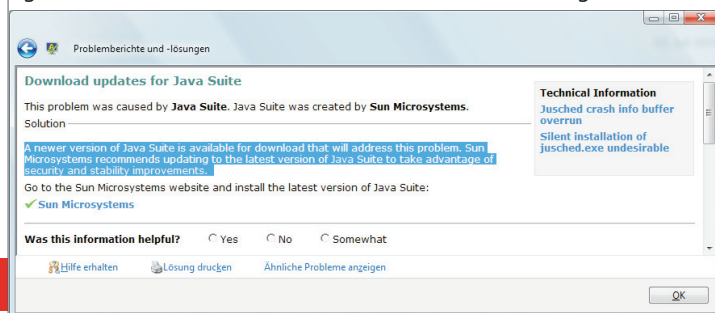 Problemberichte und -lösungen
Download updates for Java Suite
This problem was caused by Java Suite. Java Suite was created by Sun Microsystems.
Solution
A newer version of Java Suite is available for download that will address this problem. Sun
Microsystems recommends updating to the latest version of Java Suite to take advantage of
security and stability improvements.
Go to the Sun Microsystems website and install the latest version of Java Suite:
Sun Microsystems
Was this information helpful? Yes No Somewhat
Technical Information
Jusched crash info buffer
overrun
Silent installation of
jusched.exe undesirable
Hilfe erhalten Lösung drucken Ähnliche Probleme anzeigen
OK